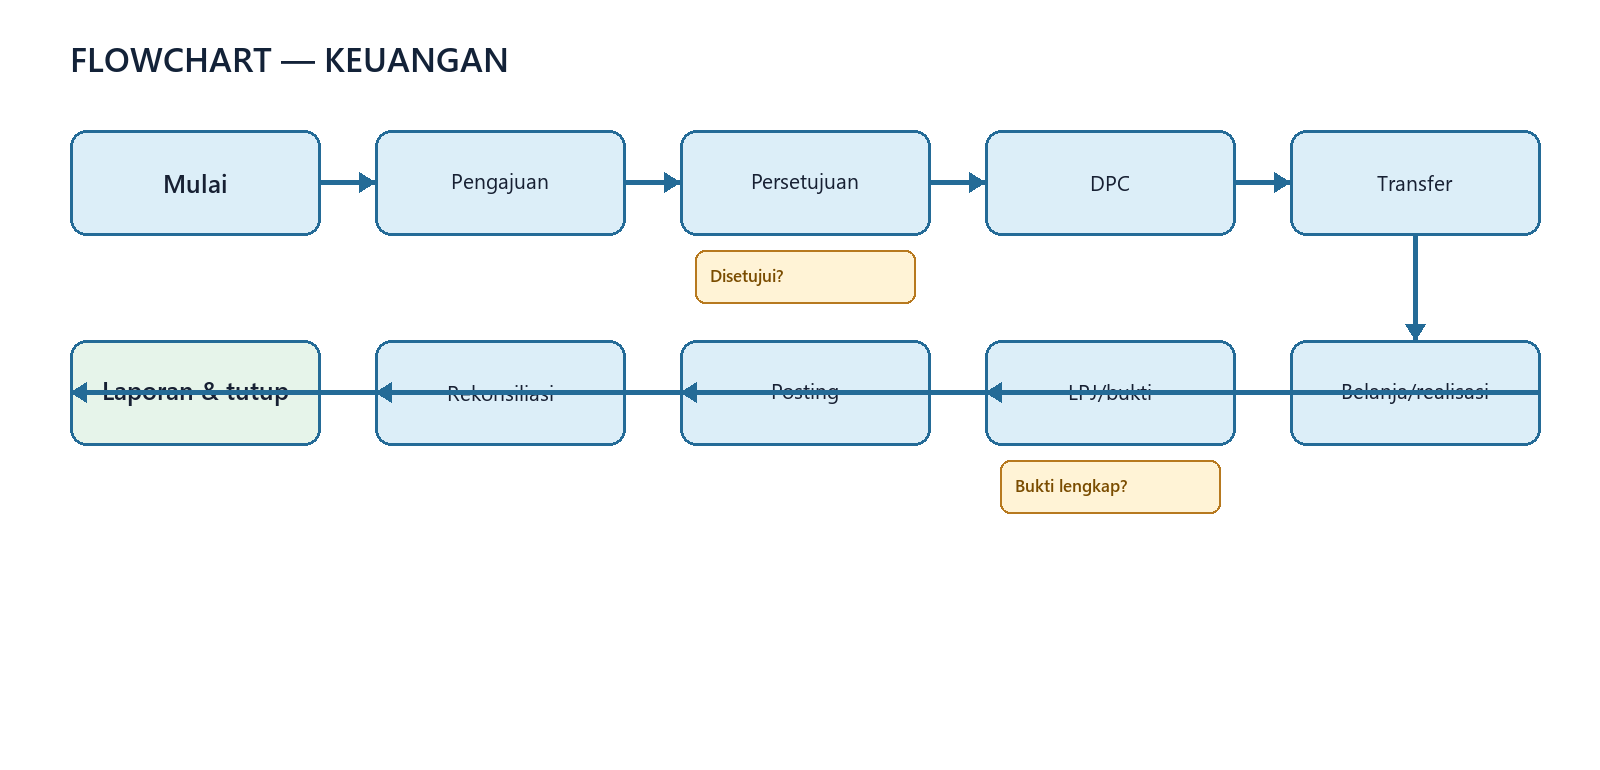 FLOWCHART — KEUANGAN
Mulai
Pengajuan
Persetujuan
DPC
Transfer
Disetujui?
Laporan & tutup
Rekonsiliasi
Posting
LPJ/bukti
Belanja/realisasi
Bukti lengkap?